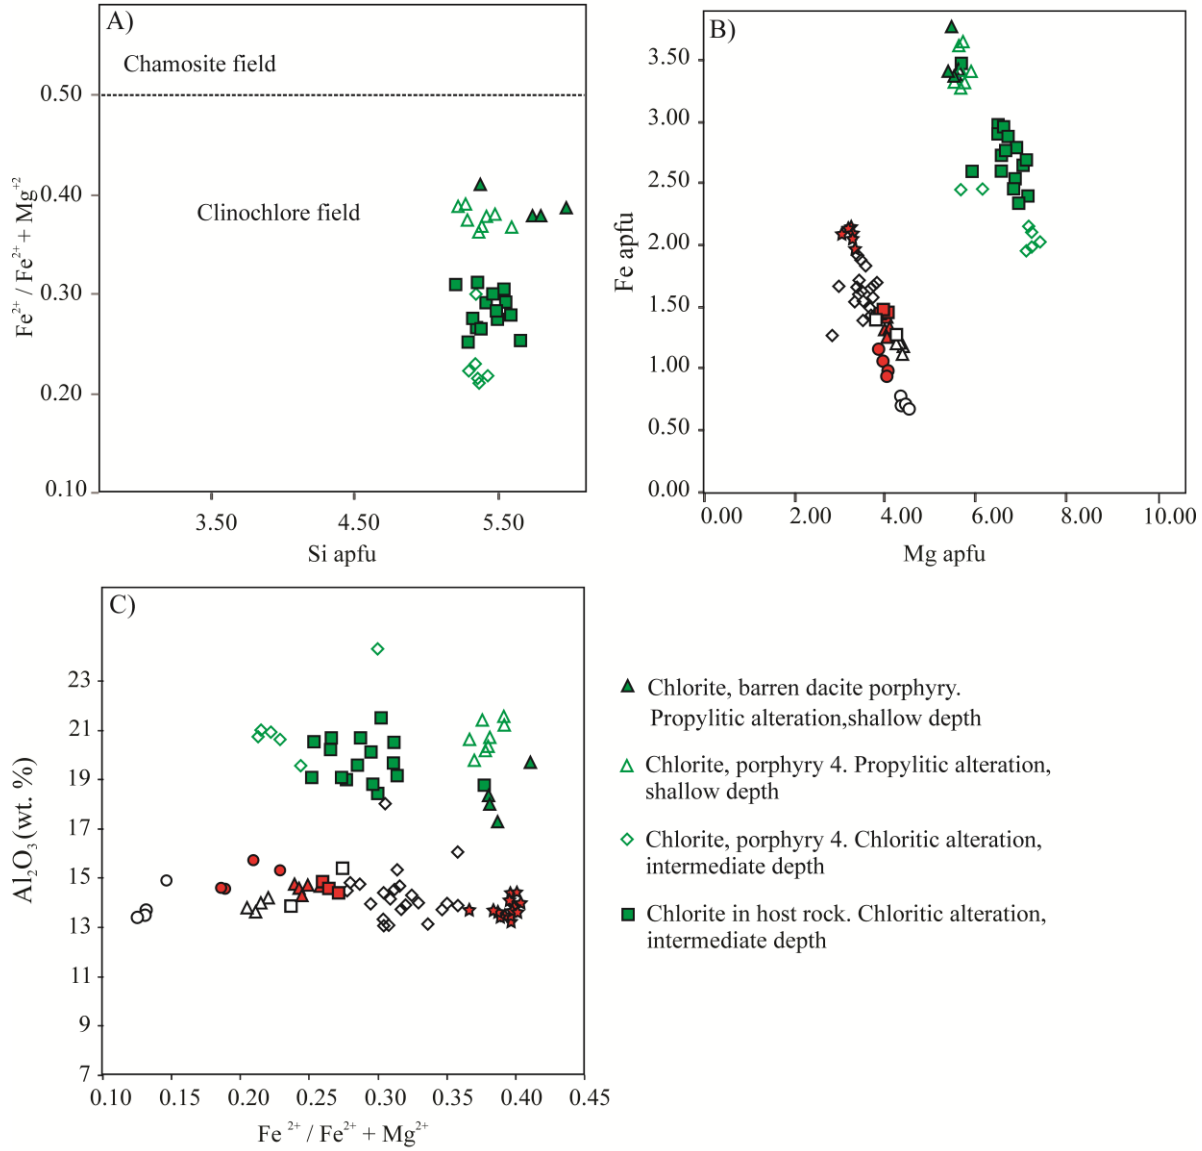 A)
Chamosite field
Clinochlore field
0.50
0.40
0.30
0.20
0.10
Fe²⁺ / Fe²⁺ + Mg⁺²
3.50 4.50 5.50
Si apfu
B)
3.50
3.00
2.50
2.00
1.50
1.00
0.50
0.00
Fe apfu
0.00 2.00 4.00 6.00 8.00 10.00
Mg apfu
C)
23
21
19
17
15
13
11
9
7
Al₂O₃ (wt. %)
0.10 0.15 0.20 0.25 0.30 0.35 0.40 0.45
Fe ²⁺ / Fe²⁺ + Mg²⁺
Chlorite, barren dacite porphyry.
Propylitic alteration,shallow depth
Chlorite, porphyry 4. Propylitic alteration,
shallow depth
Chlorite, porphyry 4. Chloritic alteration,
intermediate depth
Chlorite in host rock. Chloritic alteration,
intermediate depth